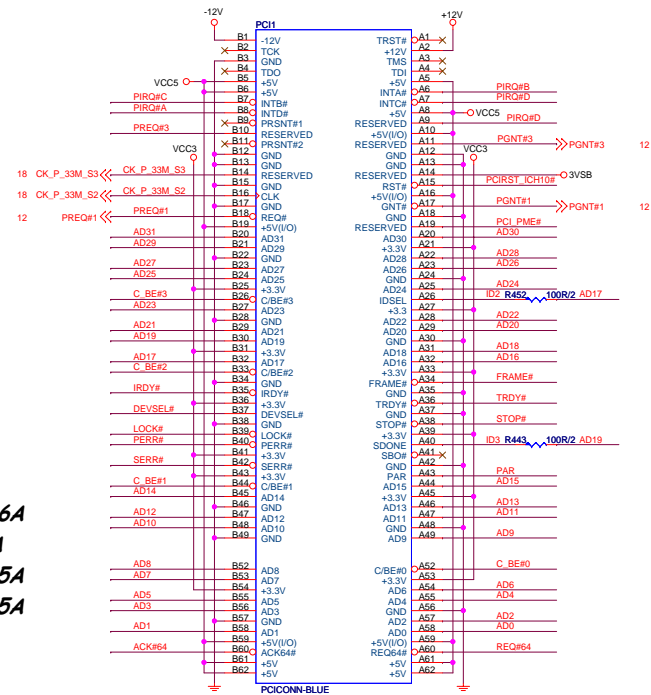 -12V +12V
PCI1
B1 -12V TRST# A1
B2 TCK +12V A2
B3 GND TMS A3
B4 TDO TDI A4
VCC5 B5 +5V +5V A5
PIRQ#C B6 +5V INTA# A6 PIRQ#B
PIRQ#A B7 INTB# INTC# A7 PIRQ#D
B8 INTD# +5V A8 VCC5
B9 PRSNT#1 RESERVED A9 PIRQ#D
PREQ#3 B10 RESERVED +5V(I/O) A10
B11 PRSNT#2 RESERVED A11 PGNT#3 PGNT#3 12
VCC3 B12 GND GND A12 VCC3
B13 GND GND A13
18 CK_P_33M_S3 CK_P_33M_S3 B14 RESERVED RESERVED A14 3VSB
B15 GND RST# A15 PCIRST_ICH10#
18 CK_P_33M_S2 CK_P_33M_S2 B16 CLK +5V(I/O) A16
B17 GND GNT# A17 PGNT#1 PGNT#1 12
12 PREQ#1 PREQ#1 B18 REQ# GND A18
B19 +5V(I/O) RESERVED A19 PCI_PME#
AD31 B20 AD31 AD30 A20 AD30
AD29 B21 AD29 +3.3V A21
B22 GND AD28 A22 AD28
AD27 B23 AD27 AD26 A23 AD26
AD25 B24 AD25 GND A24
B25 +3.3V AD24 A25 AD24
C_BE#3 B26 C/BE#3 IDSEL A26 ID2 R452 100R/2 AD17
AD23 B27 AD23 +3.3 A27
B28 GND AD22 A28 AD22
AD21 B29 AD21 AD20 A29 AD20
AD19 B30 AD19 GND A30
B31 +3.3V AD18 A31 AD18
AD17 B32 AD17 AD16 A32 AD16
C_BE#2 B33 C/BE#2 +3.3V A33
B34 GND FRAME# A34 FRAME#
IRDY# B35 IRDY# GND A35
B36 +3.3V TRDY# A36 TRDY#
DEVSEL# B37 DEVSEL# GND A37
B38 GND STOP# A38 STOP#
LOCK# B39 LOCK# +3.3V A39
PERR# B40 PERR# SDONE A40 ID3 R443 100R/2 AD19
B41 +3.3V SBO# A41
SERR# B42 SERR# GND A42
B43 +3.3V PAR A43 PAR
C_BE#1 B44 C/BE#1 AD15 A44 AD15
AD14 B45 AD14 +3.3V A45
B46 GND AD13 A46 AD13
6A
AD12 B47 AD12 AD11 A47 AD11
AD10 B48 AD10 GND A48
B49 GND AD9 A49 AD9
AD8 B52 AD8 C/BE#0 A52 C_BE#0
5A
AD7 B53 AD7 +3.3V A53
B54 +3.3V AD6 A54 AD6
AD5 B55 AD5 AD4 A55 AD4
5A
AD3 B56 AD3 GND A56
B57 GND AD2 A57 AD2
AD1 B58 AD1 AD0 A58 AD0
B59 +5V(I/O) +5V(I/O) A59
ACK#64 B60 ACK64# REQ64# A60 REQ#64
B61 +5V +5V A61
B62 +5V +5V A62
PCICONN-BLUE